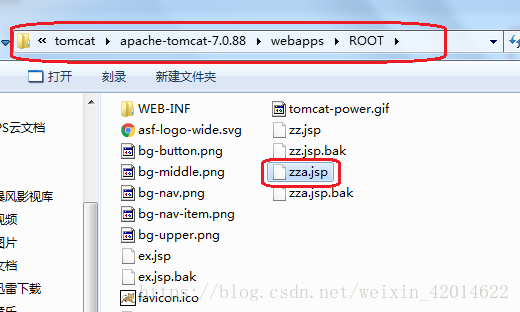 « tomcat apache-tomcat-7.0.88 webapps ROOT
打开 刻录 新建文件夹
PS云文档
暴风影视库
视频
图片
文档
迅雷下载
音乐
WEB-INF
asf-logo-wide.svg
bg-button.png
bg-middle.png
bg-nav.png
bg-nav-item.png
bg-upper.png
ex.jsp
ex.jsp.bak
favicon.ico
tomcat-power.gif
zz.jsp
zz.jsp.bak
zza.jsp
zza.jsp.bak
https://blog.csdn.net/weixin_42014622